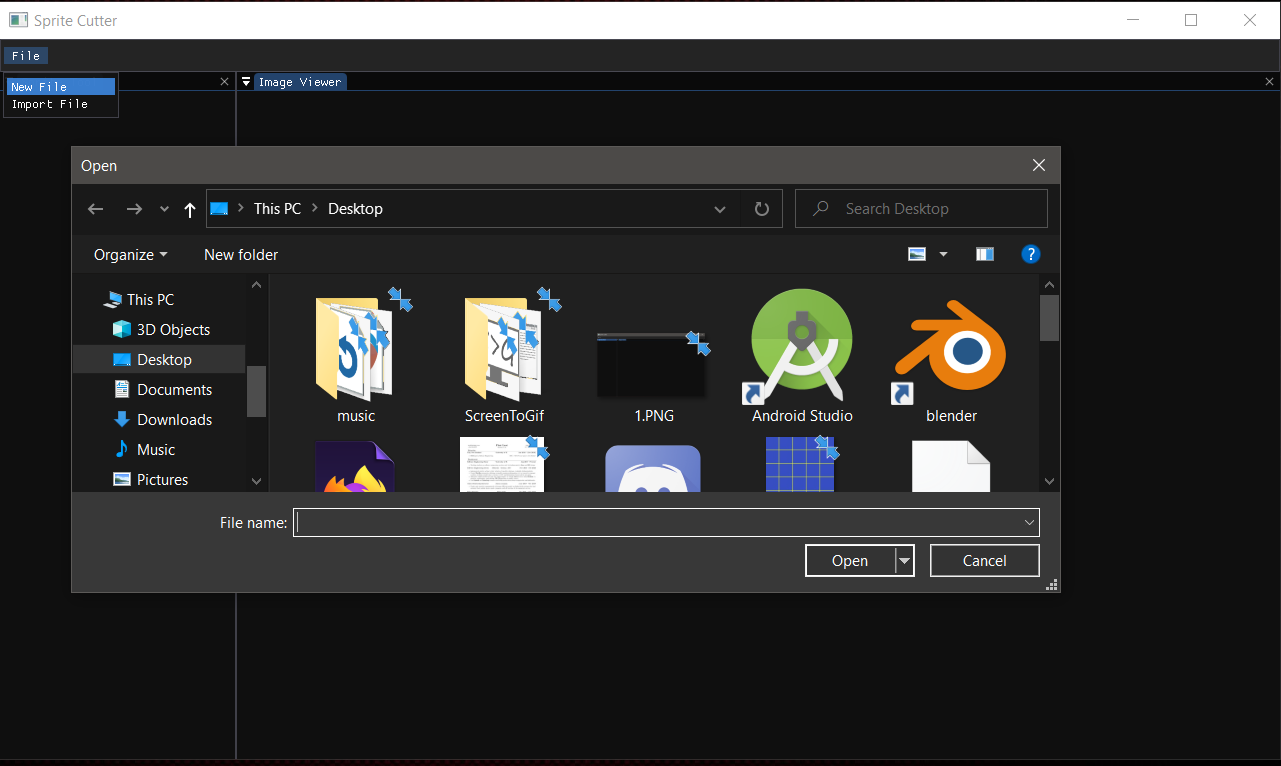 Sprite Cutter
File
New File
Import File
Image Viewer
Open
This PC
Desktop
Search Desktop
Organize
New folder
?
This PC
3D Objects
Desktop
Documents
Downloads
Music
Pictures
music
ScreenToGif
1.PNG
Android Studio
blender
File name:
Open
Cancel